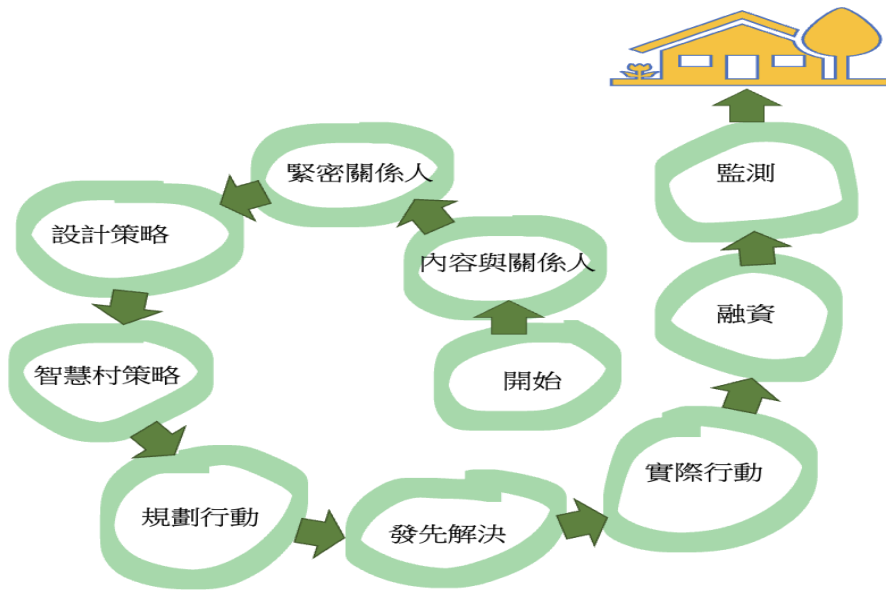 開始
內容與關係人
緊密關係人
設計策略
智慧村策略
規劃行動
發先解決
實際行動
融資
監測